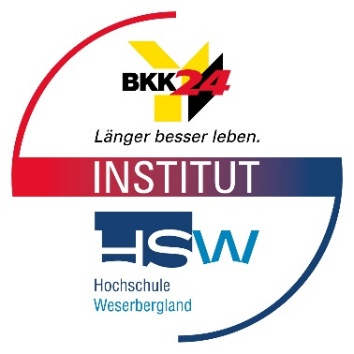 BKK24
Länger besser leben.
INSTITUT
HSW
Hochschule
Weserbergland